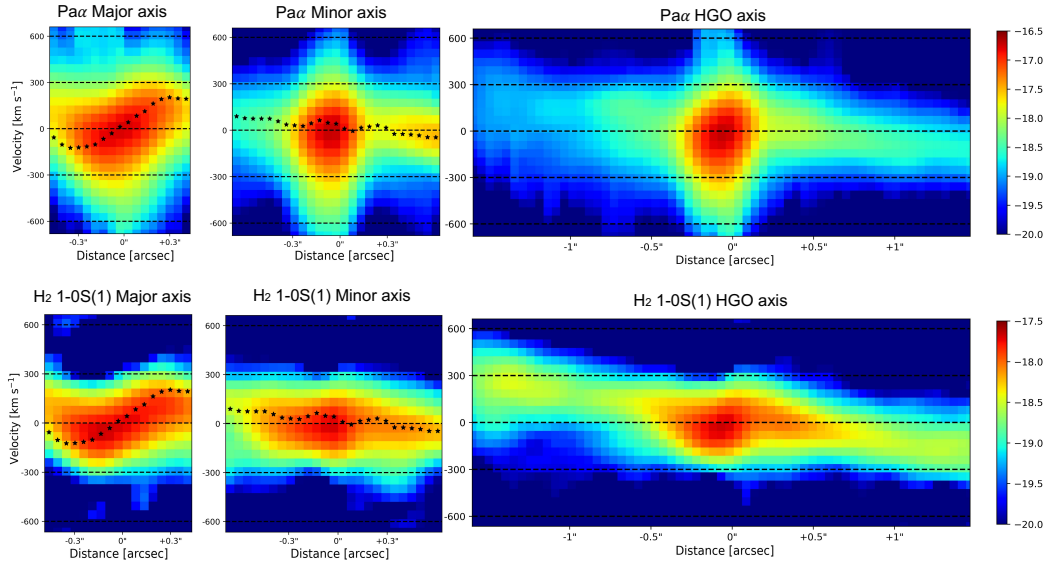 Paα Major axis
Paα Minor axis
Paα HGO axis
Velocity [km s⁻¹]
600
300
0
-300
-600
-0.3" 0" +0.3"
Distance [arcsec]
600
300
0
-300
-600
-0.3" 0" +0.3"
Distance [arcsec]
600
300
0
-300
-600
-1" -0.5" 0" +0.5" +1"
Distance [arcsec]
−16.5
−17.0
−17.5
−18.0
−18.5
−19.0
−19.5
−20.0
H₂ 1-0S(1) Major axis
H₂ 1-0S(1) Minor axis
H₂ 1-0S(1) HGO axis
Velocity [km s⁻¹]
600
300
0
-300
-600
-0.3" 0" +0.3"
Distance [arcsec]
600
300
0
-300
-600
-0.3" 0" +0.3"
Distance [arcsec]
600
300
0
-300
-600
-1" -0.5" 0" +0.5" +1"
Distance [arcsec]
−17.5
−18.0
−18.5
−19.0
−19.5
−20.0